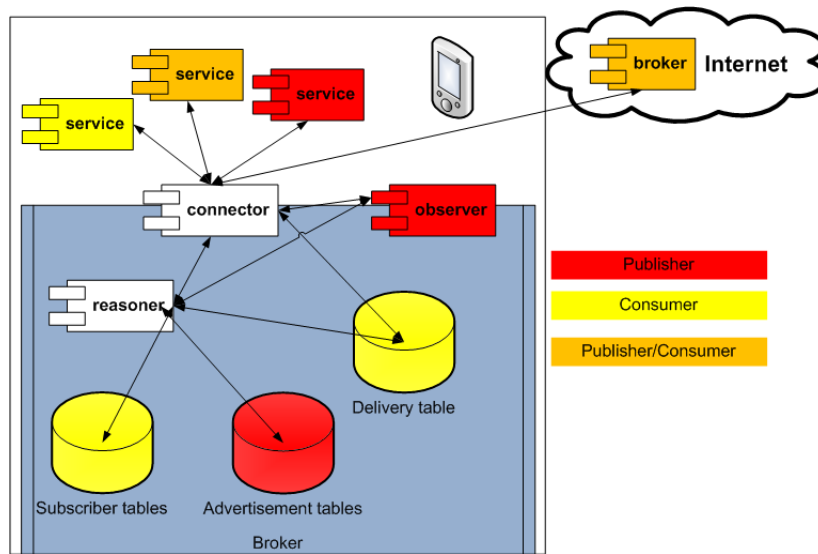 service
service
service
broker
Internet
connector
observer
Publisher
Consumer
Publisher/Consumer
reasoner
Delivery table
Subscriber tables
Advertisement tables
Broker